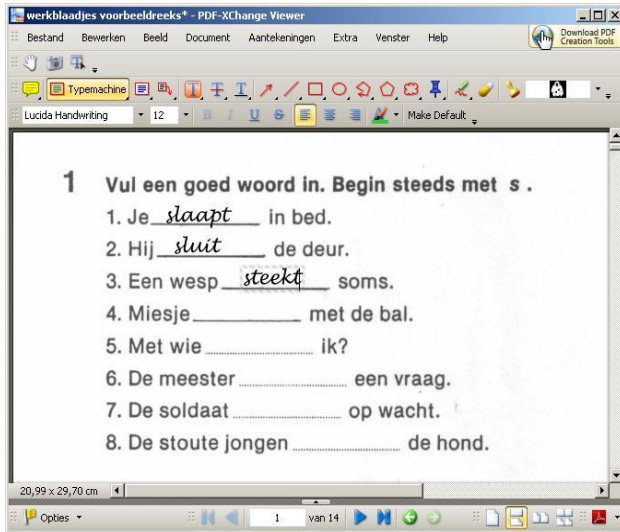 werkblaadjes voorbeeldreeks* - PDF-XChange Viewer
Bestand Bewerken Beeld Document Aantekeningen Extra Venster Help
Download PDF
Creation Tools
Typemachine
Lucida Handwriting 12 B I U S Make Default
1 Vul een goed woord in. Begin steeds met s .
1. Je slaapt in bed.
2. Hij sluit de deur.
3. Een wesp steekt soms.
4. Miesje__________ met de bal.
5. Met wie .......... ik?
6. De meester .......... een vraag.
7. De soldaat .......... op wacht.
8. De stoute jongen .......... de hond.
20,99 x 29,70 cm
Opties 1 van 14